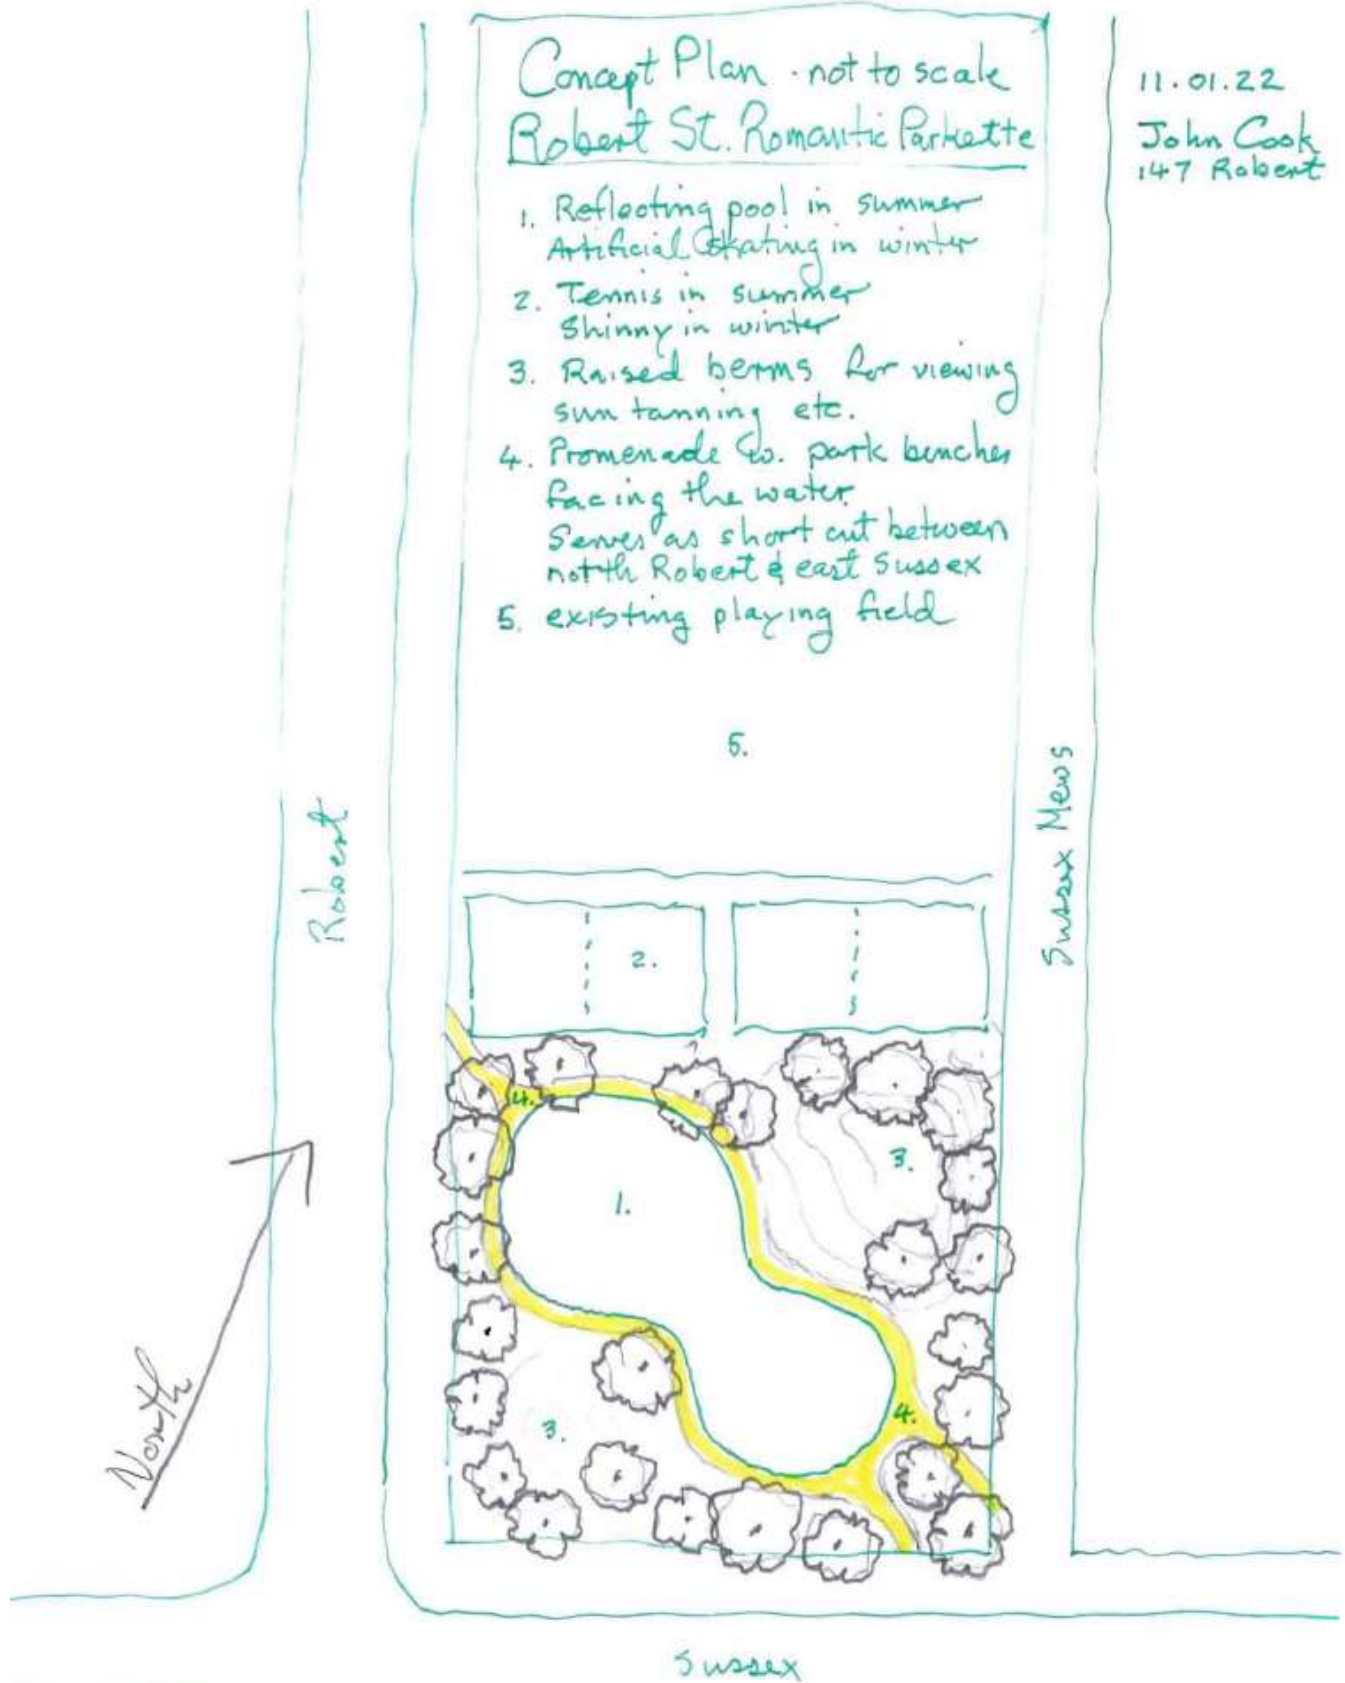 Concept Plan · not to scale
Robert St. Romantic Parkette
11.01.22
John Cook
147 Robert
1. Reflecting pool in summer
Artificial skating in winter
2. Tennis in summer
Shinny in winter
3. Raised berms for viewing
sun tanning etc.
4. Promenade w. park benches
facing the water.
Serves as short cut between
north Robert & east Sussex
5. existing playing field
5.
Robert
Sussex Mews
2.
4.
3.
1.
North
4.
3.
Sussex